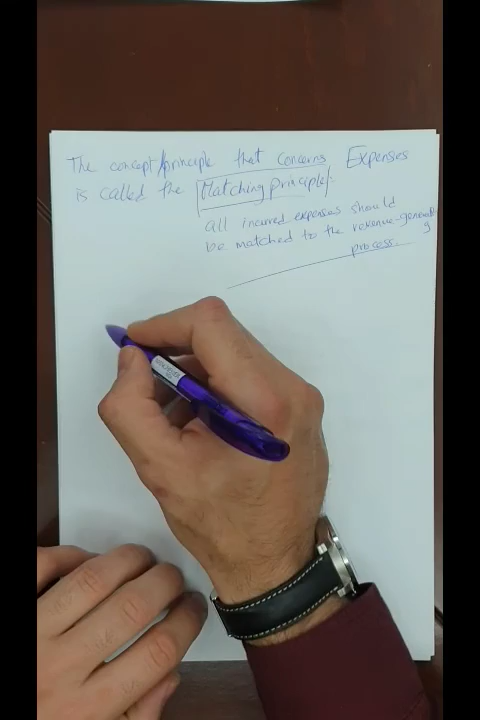 The concept/principle that concerns Expenses
is called the Matching principle:
all incurred expenses should
be matched to the revenue-generating
process.